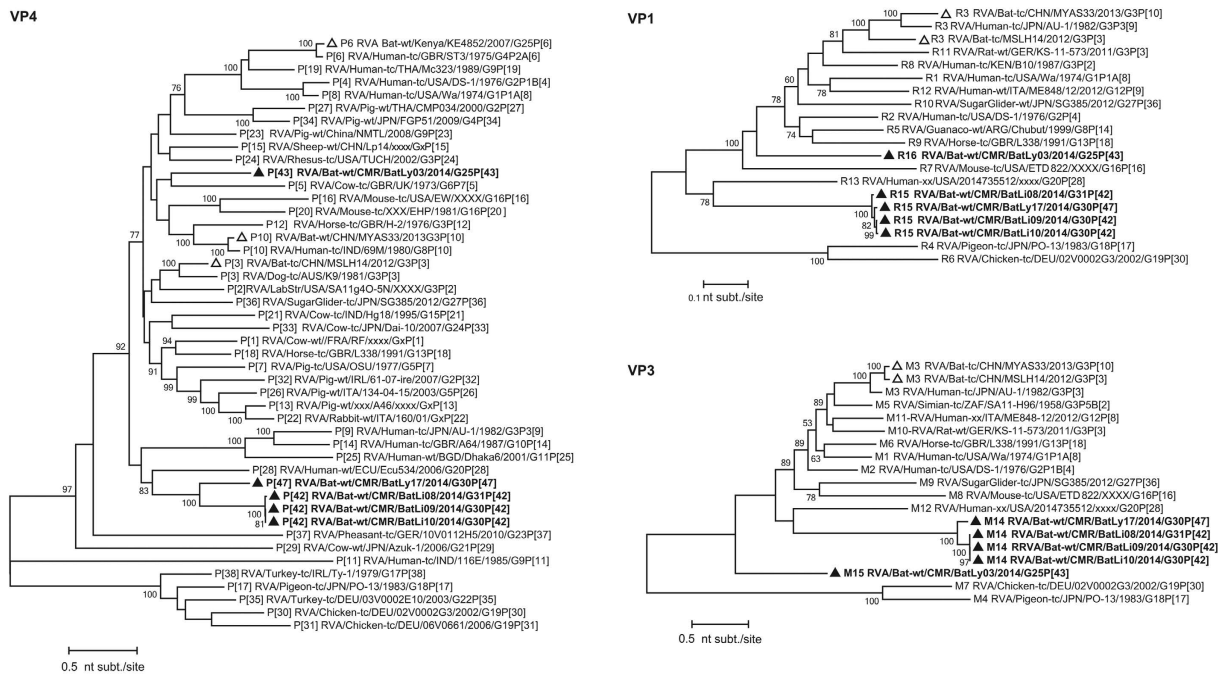 VP4
100
△ P6 RVA Bat-wt/Kenya/KE4852/2007/G25P[6]
P[6] RVA/Human-tc/GBR/ST3/1975/G4P2A[6]
100
P[19] RVA/Human-tc/THA/Mc323/1989/G9P[19]
P[4] RVA/Human-tc/USA/DS-1/1976/G2P1B[4]
100
P[8] RVA/Human-tc/USA/Wa/1974/G1P1A[8]
76
P[27] RVA/Pig-wt/THA/CMP034/2000/G2P[27]
100
P[34] RVA/Pig-wt/JPN/FGP51/2009/G4P[34]
P[23] RVA/Pig-wt/China/NMTL/2008/G9P[23]
P[15] RVA/Sheep-wt/CHN/Lp14/xxxx/GxP[15]
P[24] RVA/Rhesus-tc/USA/TUCH/2002/G3P[24]
▲ P[43] RVA/Bat-wt/CMR/BatLy03/2014/G25P[43]
P[5] RVA/Cow-tc/GBR/UK/1973/G6P7[5]
P[16] RVA/Mouse-tc/USA/EW/XXXX/G16P[16]
100
P[20] RVA/Mouse-tc/XXX/EHP/1981/G16P[20]
P12] RVA/Horse-tc/GBR/H-2/1976/G3P[12]
100
△ P10] RVA/Bat-wt/CHN/MYAS33/2013G3P[10]
100
P[10] RVA/Human-tc/IND/69M/1980/G8P[10]
77
△ P[3] RVA/Bat-tc/CHN/MSLH14/2012/G3P[3]
100
P[3] RVA/Dog-tc/AUS/K9/1981/G3P[3]
P[2]RVA/LabStr/USA/SA11g4O-5N/XXXX/G3P[2]
P[36] RVA/SugarGlider-tc/JPN/SG385/2012/G27P[36]
P[21] RVA/Cow-tc/IND/Hg18/1995/G15P[21]
P[33] RVA/Cow-tc/JPN/Dai-10/2007/G24P[33]
94
P[1] RVA/Cow-wt//FRA/RF/xxxx/GxP[1]
P[18] RVA/Horse-tc/GBR/L338/1991/G13P[18]
92
91
P[7] RVA/Pig-tc/USA/OSU/1977/G5P[7]
99
P[32] RVA/Pig-wt/IRL/61-07-ire/2007/G2P[32]
99
P[26] RVA/Pig-wt/ITA/134-04-15/2003/G5P[26]
P[13] RVA/Pig-wt/xxx/A46/xxxx/GxP[13]
100
P[22] RVA/Rabbit-wt/ITA/160/01/GxP[22]
P[9] RVA/Human-tc/JPN/AU-1/1982/G3P3[9]
100
P[14] RVA/Human-tc/GBR/A64/1987/G10P[14]
100
P[25] RVA/Human-wt/BGD/Dhaka6/2001/G11P[25]
P[28] RVA/Human-wt/ECU/Ecu534/2006/G20P[28]
83
▲ P[47] RVA/Bat-wt/CMR/BatLy17/2014/G30P[47]
97
▲ P[42] RVA/Bat-wt/CMR/BatLi08/2014/G31P[42]
100
100
▲ P[42] RVA/Bat-wt/CMR/BatLi09/2014/G30P[42]
81
▲ P[42] RVA/Bat-wt/CMR/BatLi10/2014/G30P[42]
P[37] RVA/Pheasant-tc/GER/10V0112H5/2010/G23P[37]
P[29] RVA/Cow-wt/JPN/Azuk-1/2006/G21P[29]
P[11] RVA/Human-tc/IND/116E/1985/G9P[11]
P[38] RVA/Turkey-tc/IRL/Ty-1/1979/G17P[38]
100
P[17] RVA/Pigeon-tc/JPN/PO-13/1983/G18P[17]
P[35] RVA/Turkey-tc/DEU/03V0002E10/2003/G22P[35]
P[30] RVA/Chicken-tc/DEU/02V0002G3/2002/G19P[30]
P[31] RVA/Chicken-tc/DEU/06V0661/2006/G19P[31]
0.5 nt subt./site
VP1
△ R3 RVA/Bat-tc/CHN/MYAS33/2013/G3P[10]
100
R3 RVA/Human-tc/JPN/AU-1/1982/G3P3[9]
100
81
△ R3 RVA/Bat-tc/MSLH14/2012/G3P[3]
R11 RVA/Rat-wt/GER/KS-11-573/2011/G3P[3]
R8 RVA/Human-tc/KEN/B10/1987/G3P[2]
60
R1 RVA/Human-tc/USA/Wa/1974/G1P1A[8]
78
R12 RVA/Human-wt/ITA/ME848/12/2012/G12P[9]
78
R10 RVA/SugarGlider-wt/JPN/SG385/2012/G27P[36]
R2 RVA/Human-tc/USA/DS-1/1976/G2P[4]
R5 RVA/Guanaco-wt/ARG/Chubut/1999/G8P[14]
74
R9 RVA/Horse-tc/GBR/L338/1991/G13P[18]
100
▲ R16 RVA/Bat-wt/CMR/BatLy03/2014/G25P[43]
R7 RVA/Mouse-tc/USA/ETD 822/XXXX/G16P[16]
R13 RVA/Human-xx/USA/2014735512/xxxx/G20P[28]
78
▲ R15 RVA/Bat-wt/CMR/BatLi08/2014/G31P[42]
▲ R15 RVA/Bat-wt/CMR/BatLy17/2014/G30P[47]
100
▲ R15 RVA/Bat-wt/CMR/BatLi09/2014/G30P[42]
82
▲ R15 RVA/Bat-wt/CMR/BatLi10/2014/G30P[42]
99
R4 RVA/Pigeon-tc/JPN/PO-13/1983/G18P[17]
100
R6 RVA/Chicken-tc/DEU/02V0002G3/2002/G19P[30]
0.1 nt subt./site
VP3
100
△ M3 RVA/Bat-tc/CHN/MYAS33/2013/G3P[10]
100
△ M3 RVA/Bat-tc/CHN/MSLH14/2012/G3P[3]
M3 RVA/Human-tc/JPN/AU-1/1982/G3P[3]
89
M5 RVA/Simian-tc/ZAF/SA11-H96/1958/G3P5B[2]
M11-RVA/Human-xx/ITA/ME848-12/2012/G12P[8]
53
M10-RVA/Rat-wt/GER/KS-11-573/2011/G3P[3]
89
M6 RVA/Horse-tc/GBR/L338/1991/G13P[18]
63
M1 RVA/Human-tc/USA/Wa/1974/G1P1A[8]
89
M2 RVA/Human-tc/USA/DS-1/1976/G2P1B[4]
M9 RVA/SugarGlider-tc/JPN/SG385/2012/G27P[36]
78
M8 RVA/Mouse-tc/USA/ETD 822/XXXX/G16P[16]
M12 RVA/Human-xx/USA/2014735512/xxxx/G20P[28]
▲ M14 RVA/Bat-wt/CMR/BatLy17/2014/G30P[47]
▲ M14 RVA/Bat-wt/CMR/BatLi08/2014/G31P[42]
100
▲ M14 RRVA/Bat-wt/CMR/BatLi09/2014/G30P[42]
100
▲ M14 RVA/Bat-wt/CMR/BatLi10/2014/G30P[42]
97
▲ M15 RVA/Bat-wt/CMR/BatLy03/2014/G25P[43]
M7 RVA/Chicken-tc/DEU/02V0002G3/2002/G19P[30]
100
M4 RVA/Pigeon-tc/JPN/PO-13/1983/G18P[17]
0.5 nt subt./site